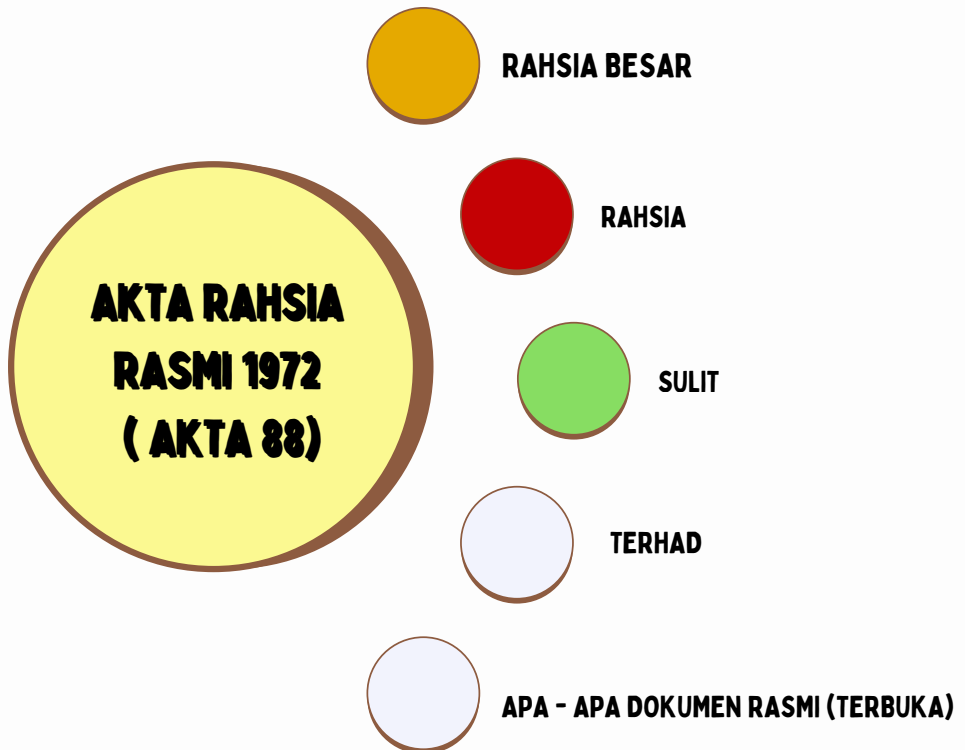 RAHSIA BESAR
RAHSIA
AKTA RAHSIA
RASMI 1972
( AKTA 88)
SULIT
TERHAD
APA - APA DOKUMEN RASMI (TERBUKA)